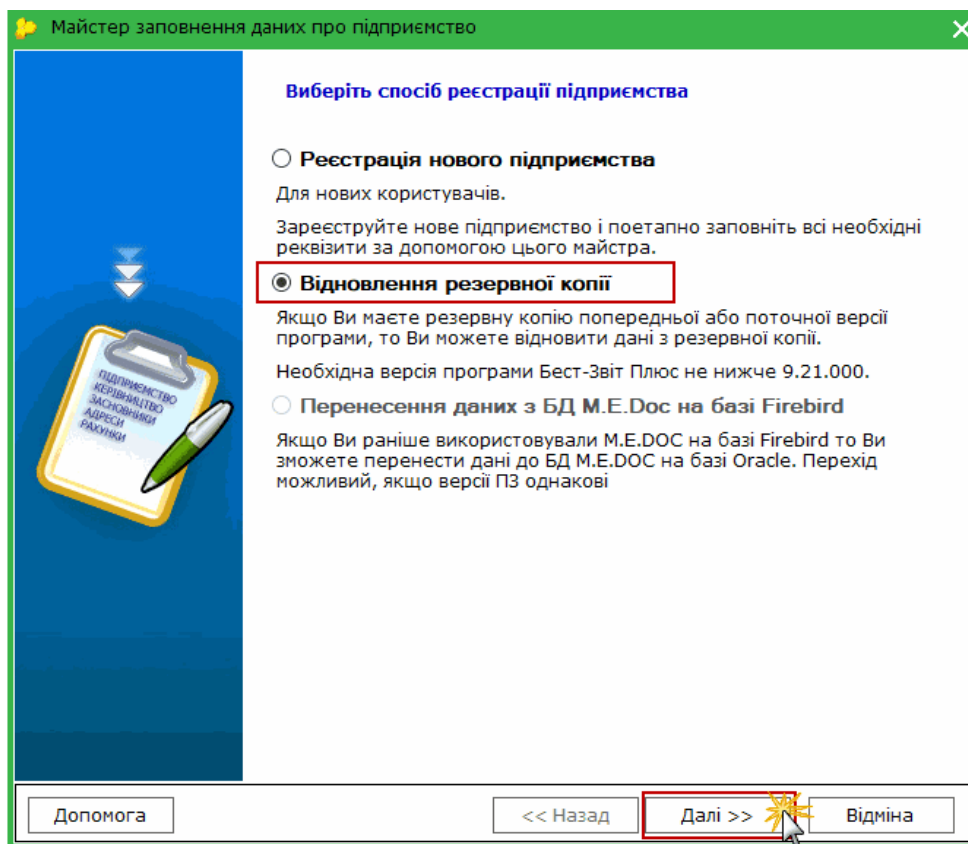 Майстер заповнення даних про підприємство
Виберіть спосіб реєстрації підприємства
Реєстрація нового підприємства
Для нових користувачів.
Зареєструйте нове підприємство і поетапно заповніть всі необхідні
реквізити за допомогою цього майстра.
Відновлення резервної копії
Якщо Ви маєте резервну копію попередньої або поточної версії
програми, то Ви можете відновити дані з резервної копії.
Необхідна версія програми Бест-Звіт Плюс не нижче 9.21.000.
Перенесення даних з БД M.E.Doc на базі Firebird
Якщо Ви раніше використовували M.E.DOC на базі Firebird то Ви
зможете перенести дані до БД M.E.DOC на базі Oracle. Перехід
можливий, якщо версії ПЗ однакові
ПІДПРИЄМСТВО
КЕРІВНИЦТВО
ЗАСНОВНИКИ
АДРЕСИ
РАХУНКИ
Допомога
<< Назад
Далі >>
Відміна